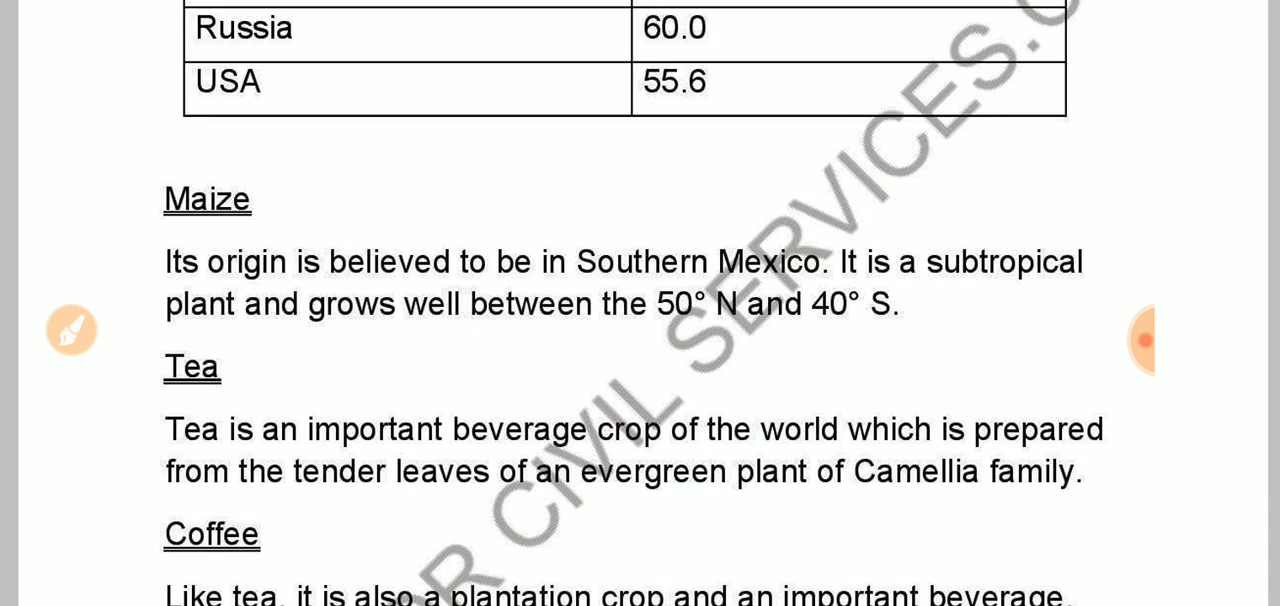 Russia 60.0
USA 55.6
Maize
Its origin is believed to be in Southern Mexico. It is a subtropical
plant and grows well between the 50° N and 40° S.
Tea
Tea is an important beverage crop of the world which is prepared
from the tender leaves of an evergreen plant of Camellia family.
Coffee
Like tea, it is also a plantation crop and an important beverage.
OR CIVIL SERVICES.C